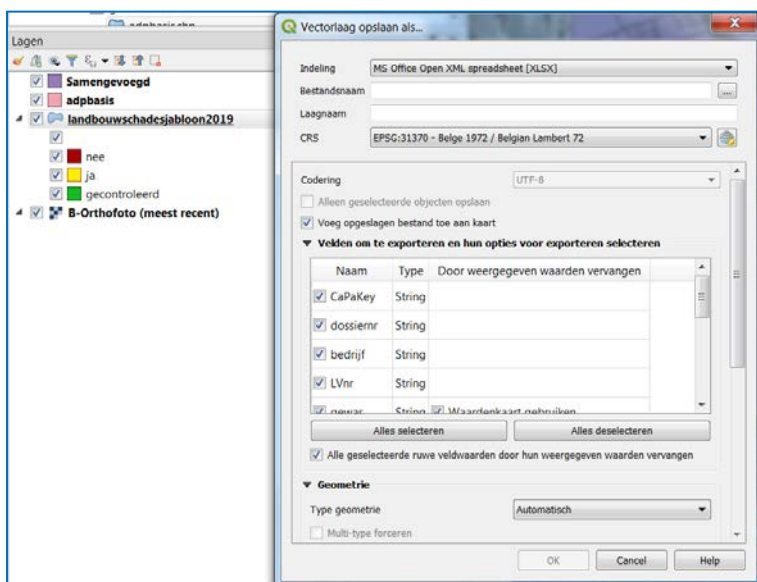 adpbasis.shp
Lagen
Samengevoegd
adpbasis
landbouwschadesjabloon2019
nee
ja
gecontroleerd
B-Orthofoto (meest recent)
Vectorlaag opslaan als...
Indeling
MS Office Open XML spreadsheet [XLSX]
Bestandsnaam
...
Laagnaam
CRS
EPSG:31370 - Belge 1972 / Belgian Lambert 72
Codering
UTF-8
Alleen geselecteerde objecten opslaan
Voeg opgeslagen bestand toe aan kaart
Velden om te exporteren en hun opties voor exporteren selecteren
Naam Type Door weergegeven waarden vervangen
CaPaKey String
dossiernr String
bedrijf String
LVnr String
gewar String Waardenkaart gebruiken
Alles selecteren Alles deselecteren
Alle geselecteerde ruwe veldwaarden door hun weergegeven waarden vervangen
Geometrie
Type geometrie Automatisch
Multi-type forceren
OK Cancel Help